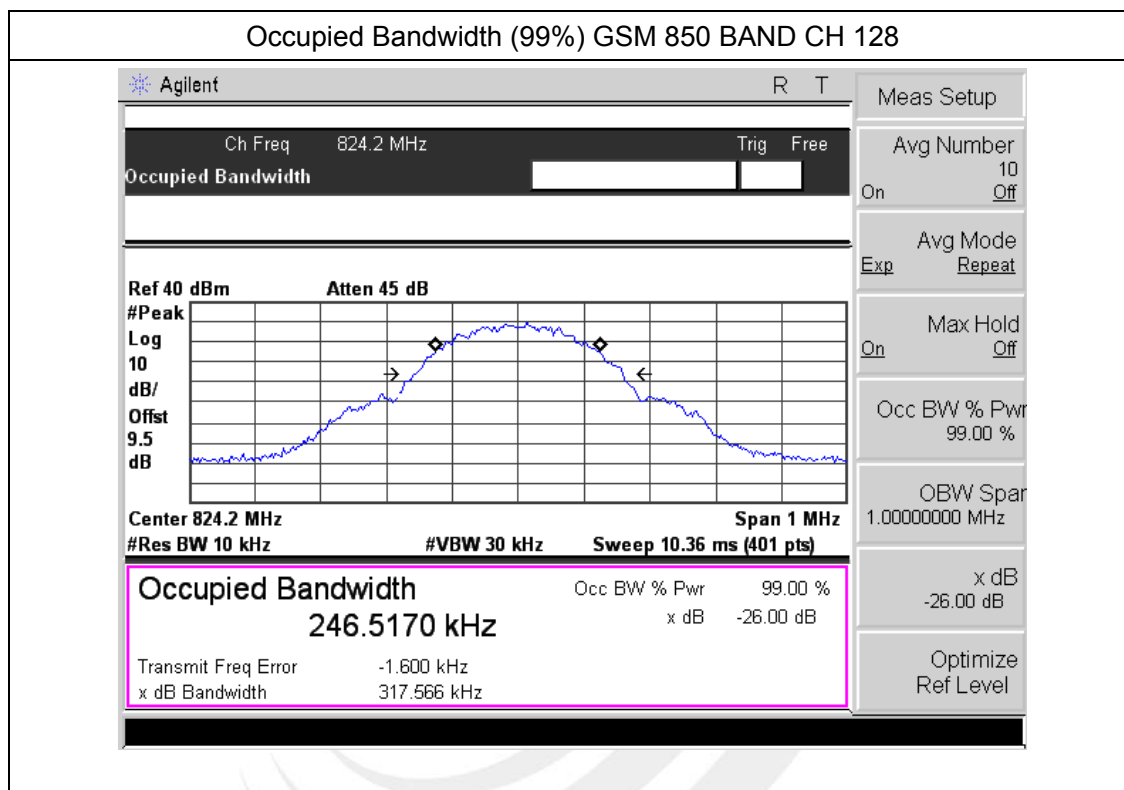 Occupied Bandwidth (99%) GSM 850 BAND CH 128
Agilent R T
Ch Freq 824.2 MHz Trig Free
Occupied Bandwidth
Ref 40 dBm Atten 45 dB
#Peak
Log
10
dB/
Offst
9.5
dB
Center 824.2 MHz Span 1 MHz
#Res BW 10 kHz #VBW 30 kHz Sweep 10.36 ms (401 pts)
Occupied Bandwidth
246.5170 kHz
Occ BW % Pwr 99.00 %
x dB -26.00 dB
Transmit Freq Error -1.600 kHz
x dB Bandwidth 317.566 kHz
Meas Setup
Avg Number
10
On Off
Avg Mode
Exp Repeat
Max Hold
On Off
Occ BW % Pwr
99.00 %
OBW Span
1.00000000 MHz
x dB
-26.00 dB
Optimize
Ref Level